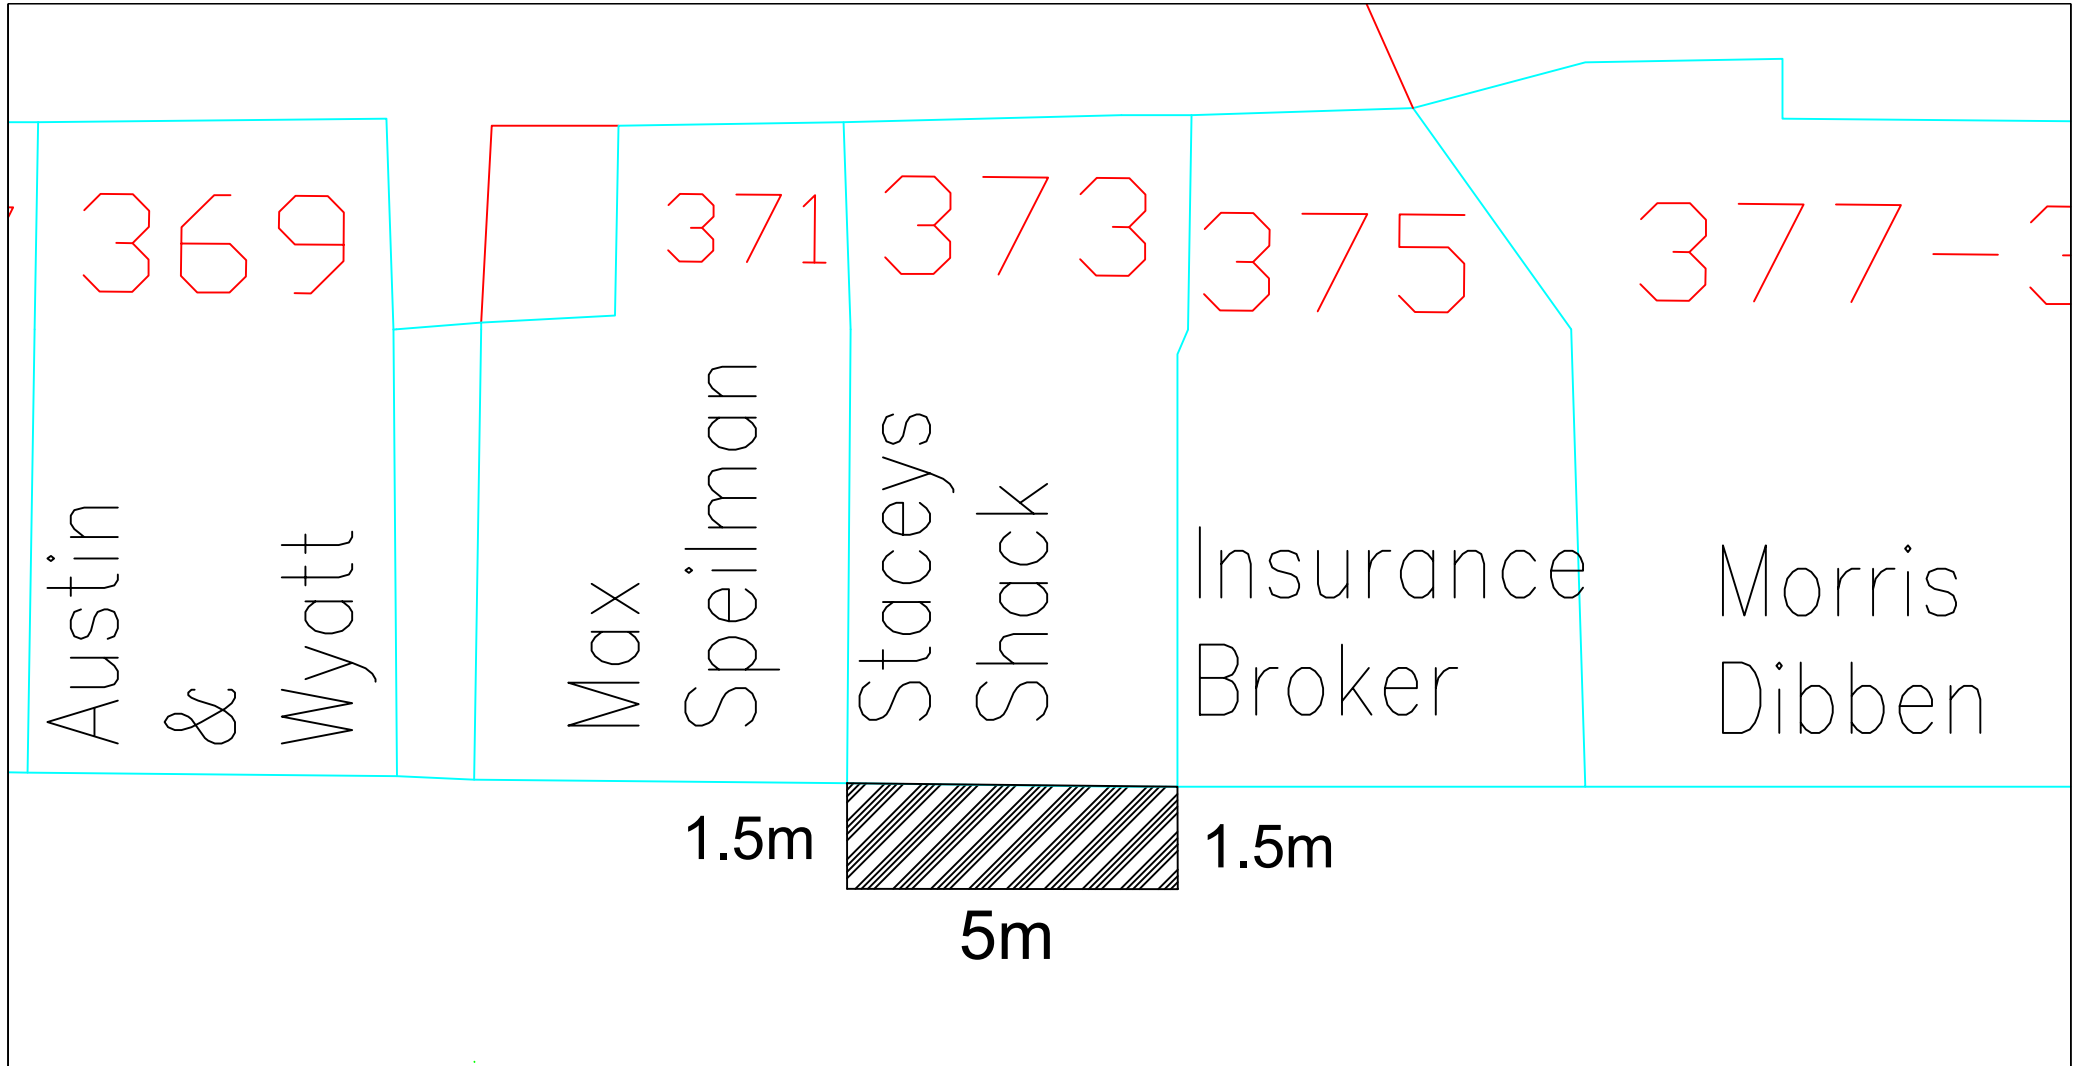 369
371
373
375
377-3
Austin
&
Wyatt
Max
Speilman
Staceys
Shack
Insurance
Broker
Morris
Dibben
1.5m
1.5m
5m